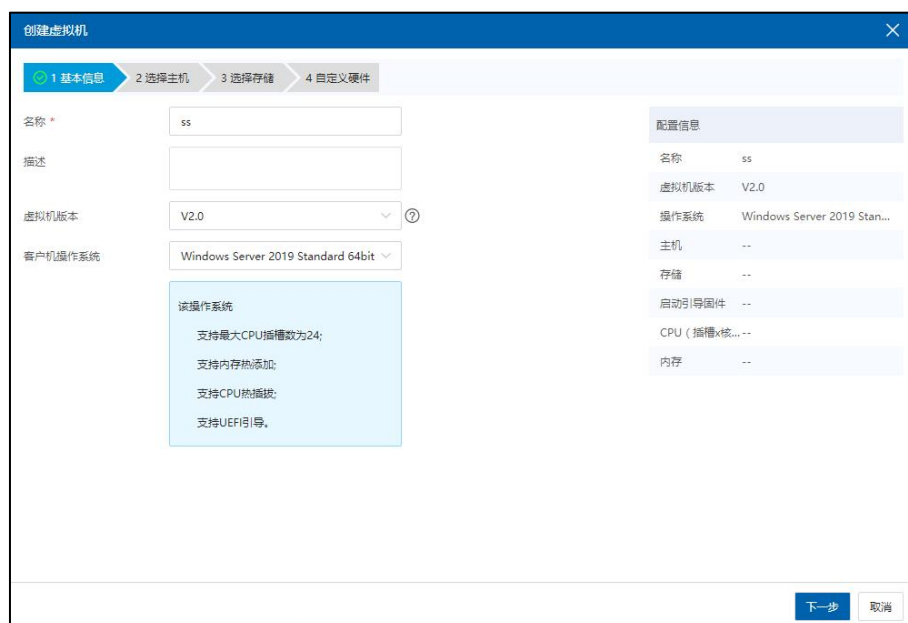 创建虚拟机
1 基本信息 2 选择主机 3 选择存储 4 自定义硬件
名称 * ss
描述
虚拟机版本 V2.0
客户机操作系统 Windows Server 2019 Standard 64bit
该操作系统
支持最大CPU插槽数为24;
支持内存热添加;
支持CPU热插拔;
支持UEFI引导。
配置信息
名称 ss
虚拟机版本 V2.0
操作系统 Windows Server 2019 Stan...
主机 --
存储 --
启动引导固件 --
CPU（插槽x核... --
内存 --
下一步 取消